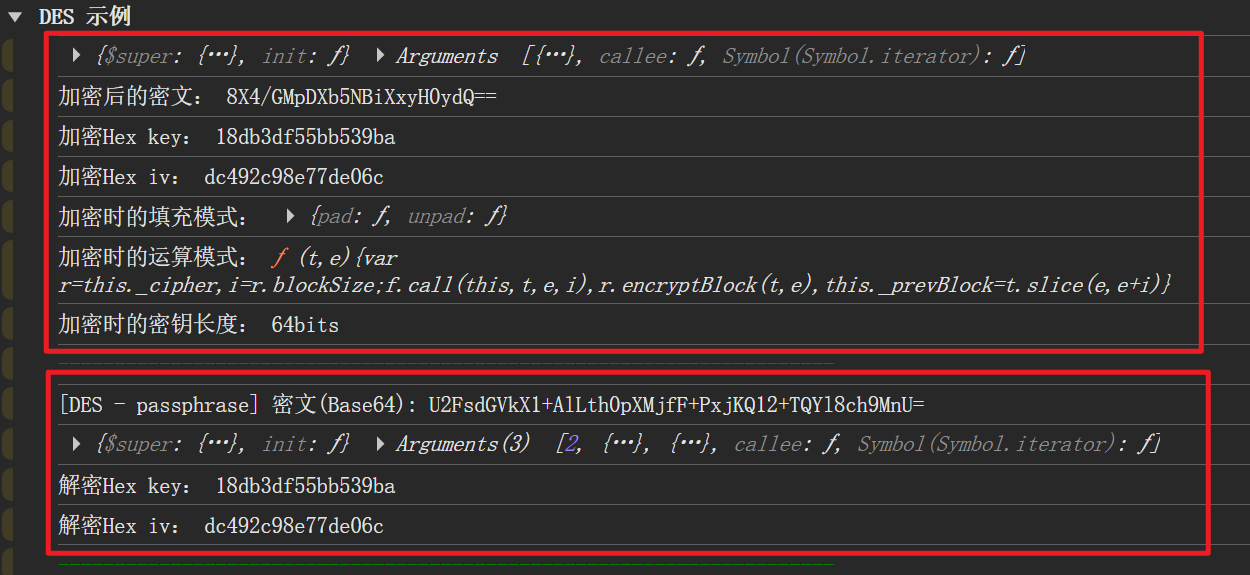 ▼ DES 示例
▶ {$super: {…}, init: ƒ} ▶ Arguments [{…}, callee: ƒ, Symbol(Symbol.iterator): ƒ]
加密后的密文： 8X4/GMpDXb5NBiXxyHOydQ==
加密Hex key： 18db3df55bb539ba
加密Hex iv： dc492c98e77de06c
加密时的填充模式： ▶ {pad: ƒ, unpad: ƒ}
加密时的运算模式： ƒ (t,e){var
r=this._cipher,i=r.blockSize;f.call(this,t,e,i),r.encryptBlock(t,e),this._prevBlock=t.slice(e,e+i)}
加密时的密钥长度： 64bits
[DES - passphrase] 密文(Base64): U2FsdGVkX1+AlLthOpXMjfF+PxjKQ12+TQYl8ch9MnU=
▶ {$super: {…}, init: ƒ} ▶ Arguments(3) [2, {…}, {…}, callee: ƒ, Symbol(Symbol.iterator): ƒ]
解密Hex key： 18db3df55bb539ba
解密Hex iv： dc492c98e77de06c